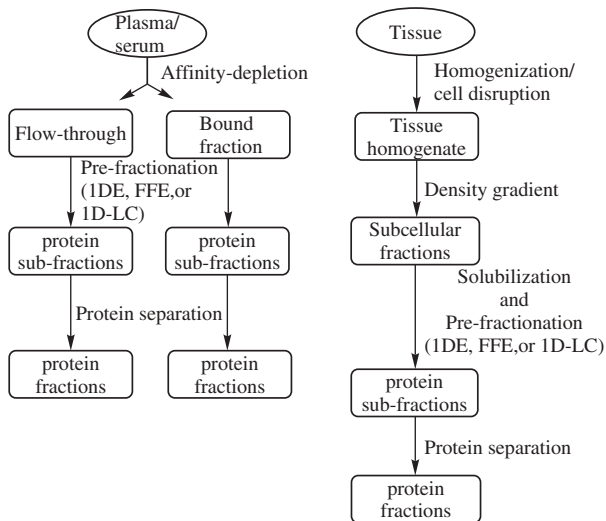 Plasma/
serum
Affinity-depletion
Flow-through
Bound
fraction
Pre-fractionation
(1DE, FFE,or
1D-LC)
protein
sub-fractions
protein
sub-fractions
Protein separation
protein
fractions
protein
fractions
Tissue
Homogenization/
cell disruption
Tissue
homogenate
Density gradient
Subcellular
fractions
Solubilization
and
Pre-fractionation
(1DE, FFE,or 1D-LC)
protein
sub-fractions
Protein separation
protein
fractions